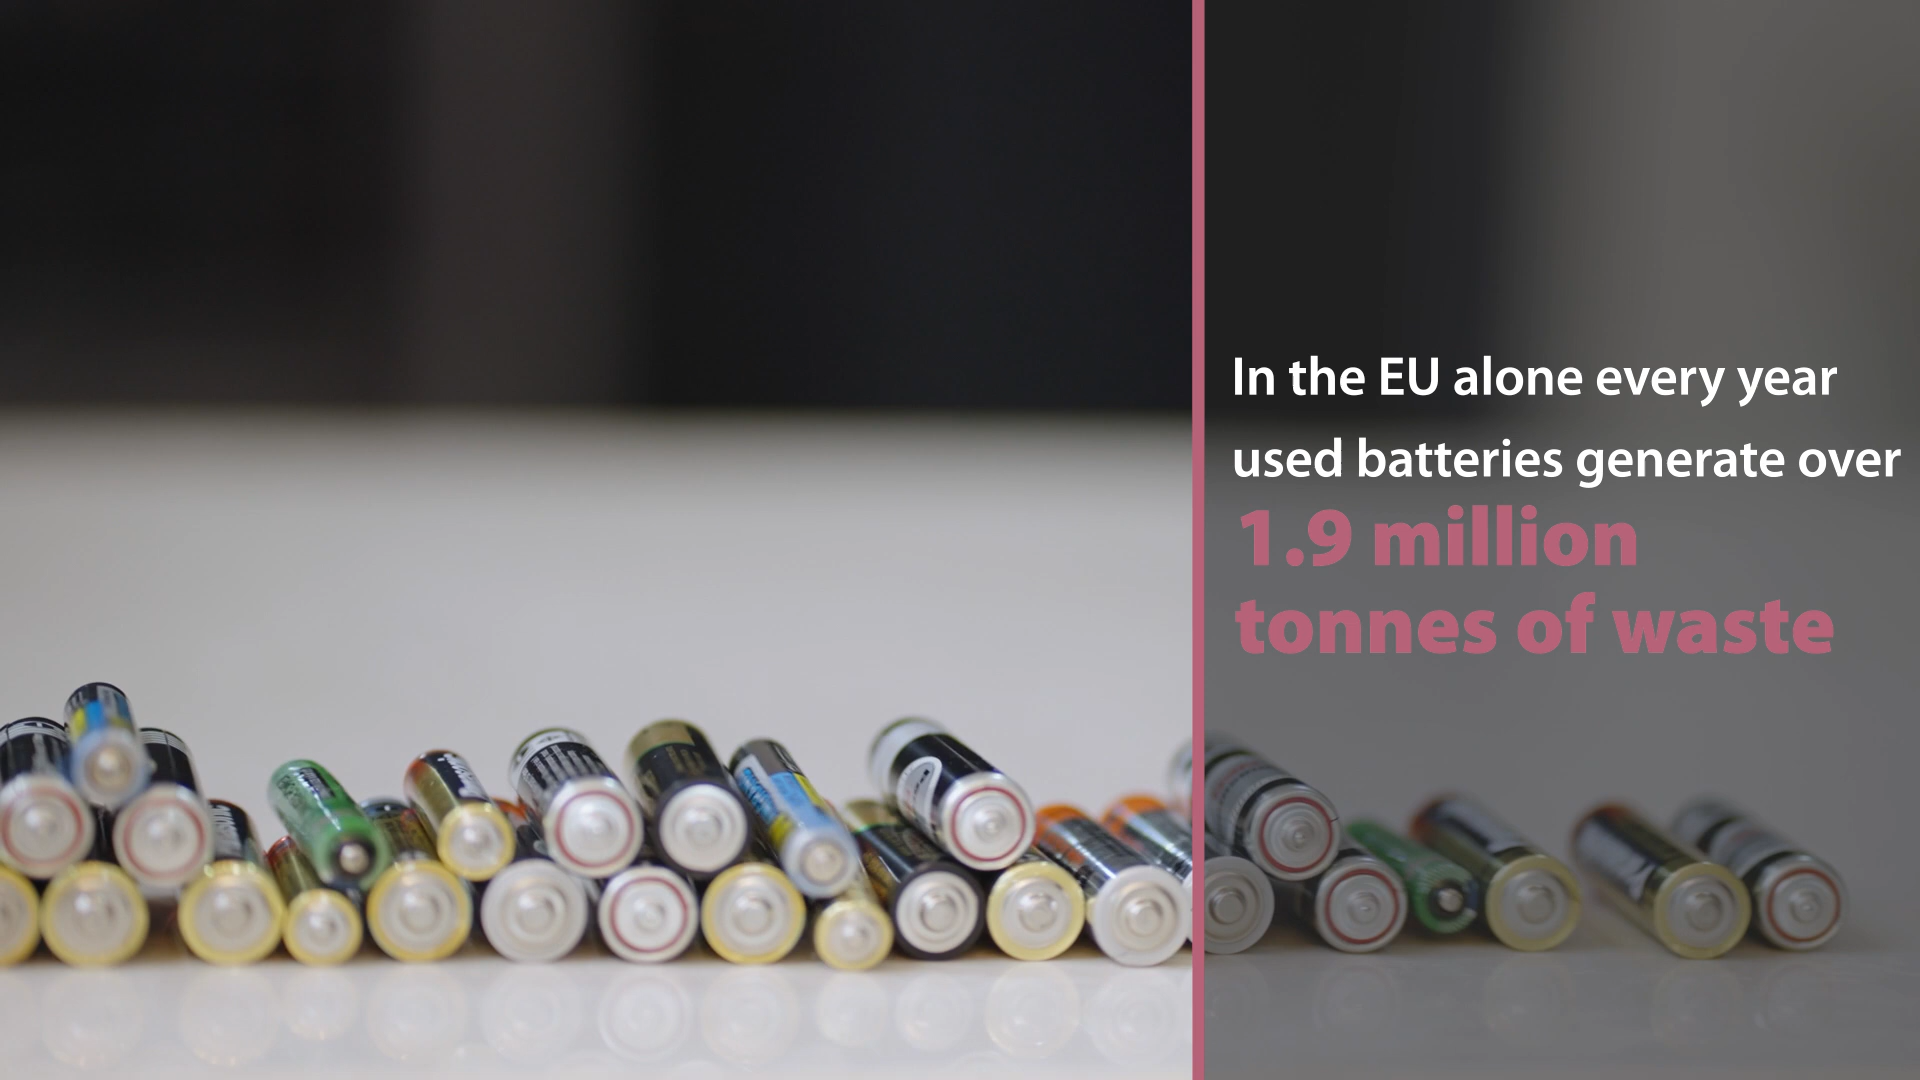 In the EU alone every year
used batteries generate over
1.9 million
tonnes of waste